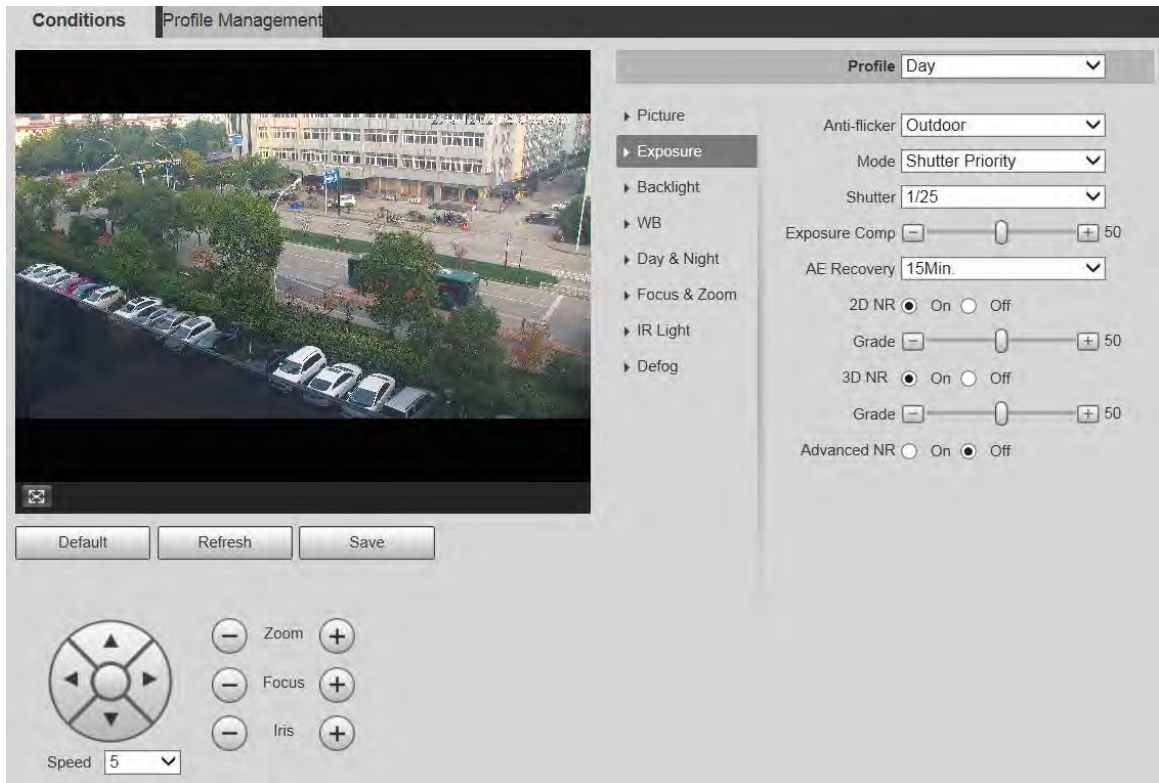 Conditions
Profile Management
Profile Day
Picture
Exposure
Backlight
WB
Day & Night
Focus & Zoom
IR Light
Defog
Anti-flicker Outdoor
Mode Shutter Priority
Shutter 1/25
Exposure Comp 50
AE Recovery 15Min.
2D NR On Off
Grade 50
3D NR On Off
Grade 50
Advanced NR On Off
Default
Refresh
Save
Zoom
Focus
Iris
Speed 5